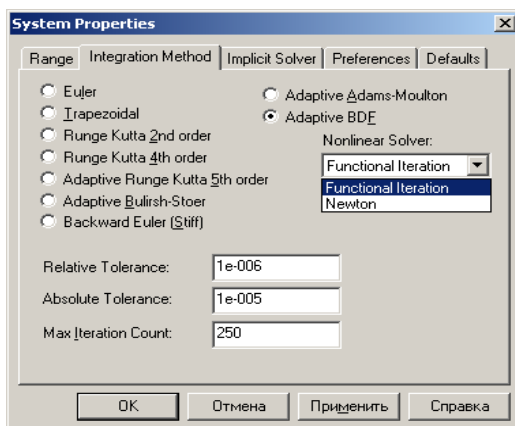 System Properties
Range Integration Method Implicit Solver Preferences Defaults
Euler
Trapezoidal
Runge Kutta 2nd order
Runge Kutta 4th order
Adaptive Runge Kutta 5th order
Adaptive Bulirsh-Stoer
Backward Euler (Stiff)
Adaptive Adams-Moulton
Adaptive BDF
Nonlinear Solver:
Functional Iteration
Functional Iteration
Newton
Relative Tolerance: 1e-006
Absolute Tolerance: 1e-005
Max Iteration Count: 250
OK Отмена Применить Справка